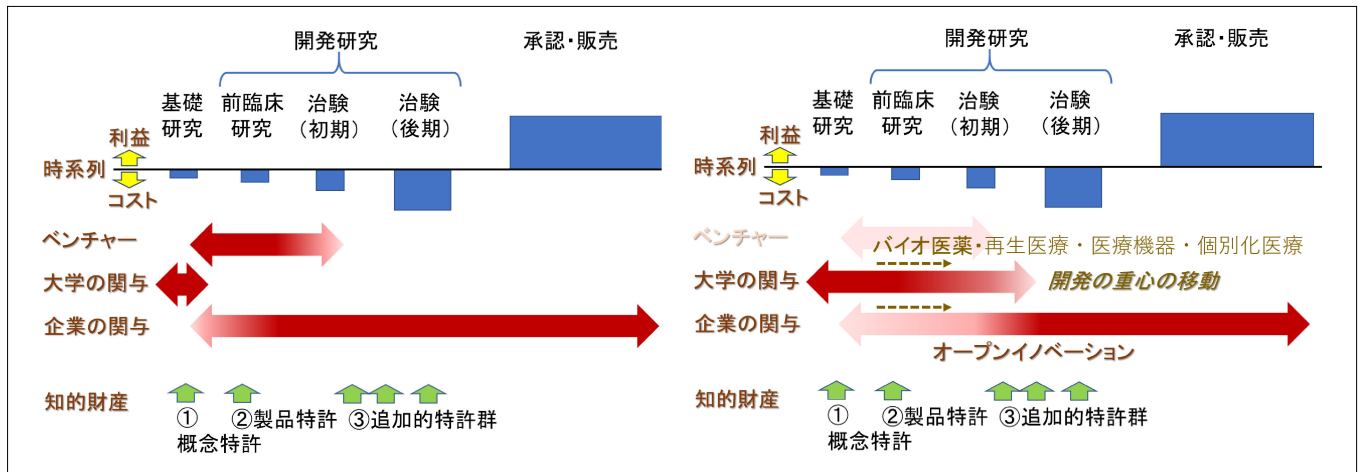 開発研究
承認・販売
基礎
研究
前臨床
研究
治験
（初期）
治験
（後期）
利益
時系列
コスト
ベンチャー
大学の関与
企業の関与
知的財産
①
概念特許
②製品特許
③追加的特許群
開発研究
承認・販売
基礎
研究
前臨床
研究
治験
（初期）
治験
（後期）
利益
時系列
コスト
ベンチャー
バイオ医薬・再生医療・医療機器・個別化医療
大学の関与
開発の重心の移動
企業の関与
オープンイノベーション
知的財産
①
概念特許
②製品特許
③追加的特許群